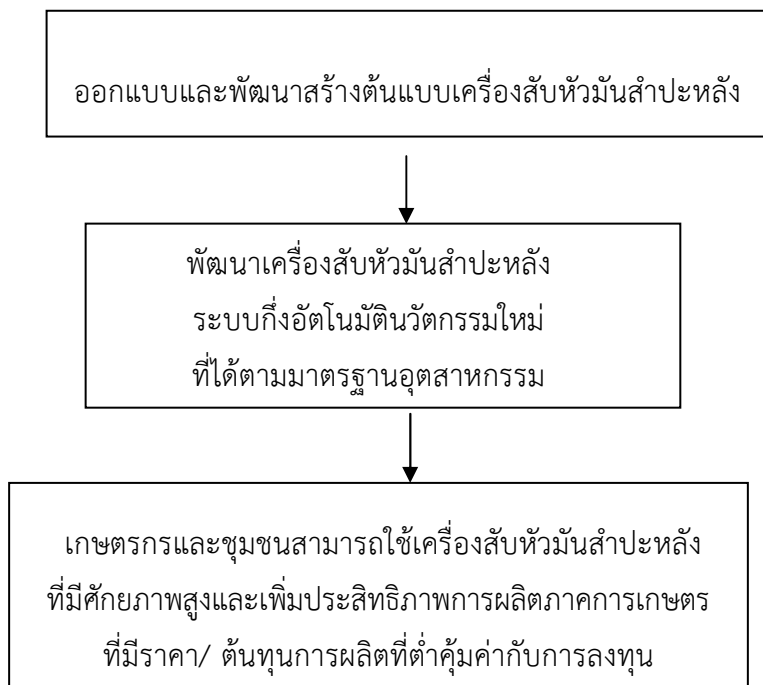 ออกแบบและพัฒนาสร้างต้นแบบเครื่องสับหัวมันสำปะหลัง
พัฒนาเครื่องสับหัวมันสำปะหลัง
ระบบกึ่งอัตโนมัตินวัตกรรมใหม่
ที่ได้ตามมาตรฐานอุตสาหกรรม
เกษตรกรและชุมชนสามารถใช้เครื่องสับหัวมันสำปะหลัง
ที่มีศักยภาพสูงและเพิ่มประสิทธิภาพการผลิตภาคการเกษตร
ที่มีราคา/ ต้นทุนการผลิตที่ต่ำคุ้มค่ากับการลงทุน